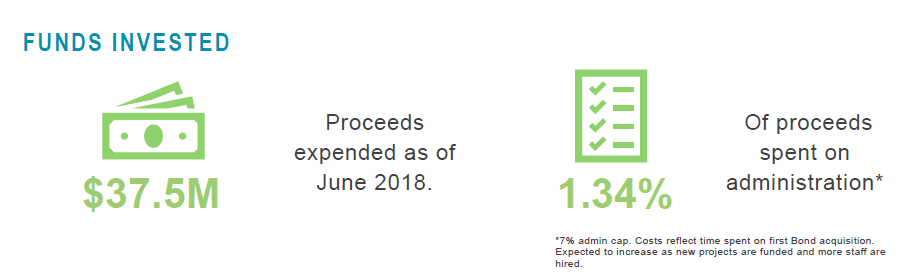 FUNDS INVESTED
$37.5M
Proceeds
expended as of
June 2018.
1.34%
Of proceeds
spent on
administration*
*7% admin cap. Costs reflect time spent on first Bond acquisition.
Expected to increase as new projects are funded and more staff are
hired.